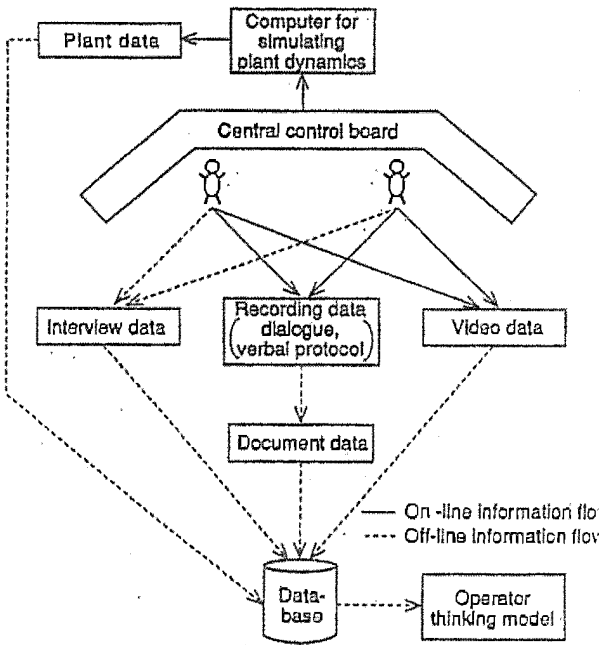 Plant data
Computer for
simulating
plant dynamics
Central control board
Interview data
Recording data
(dialogue,
verbal protocol)
Video data
Document data
On-line information flo
Off-line information flow
Data-
base
Operator
thinking model